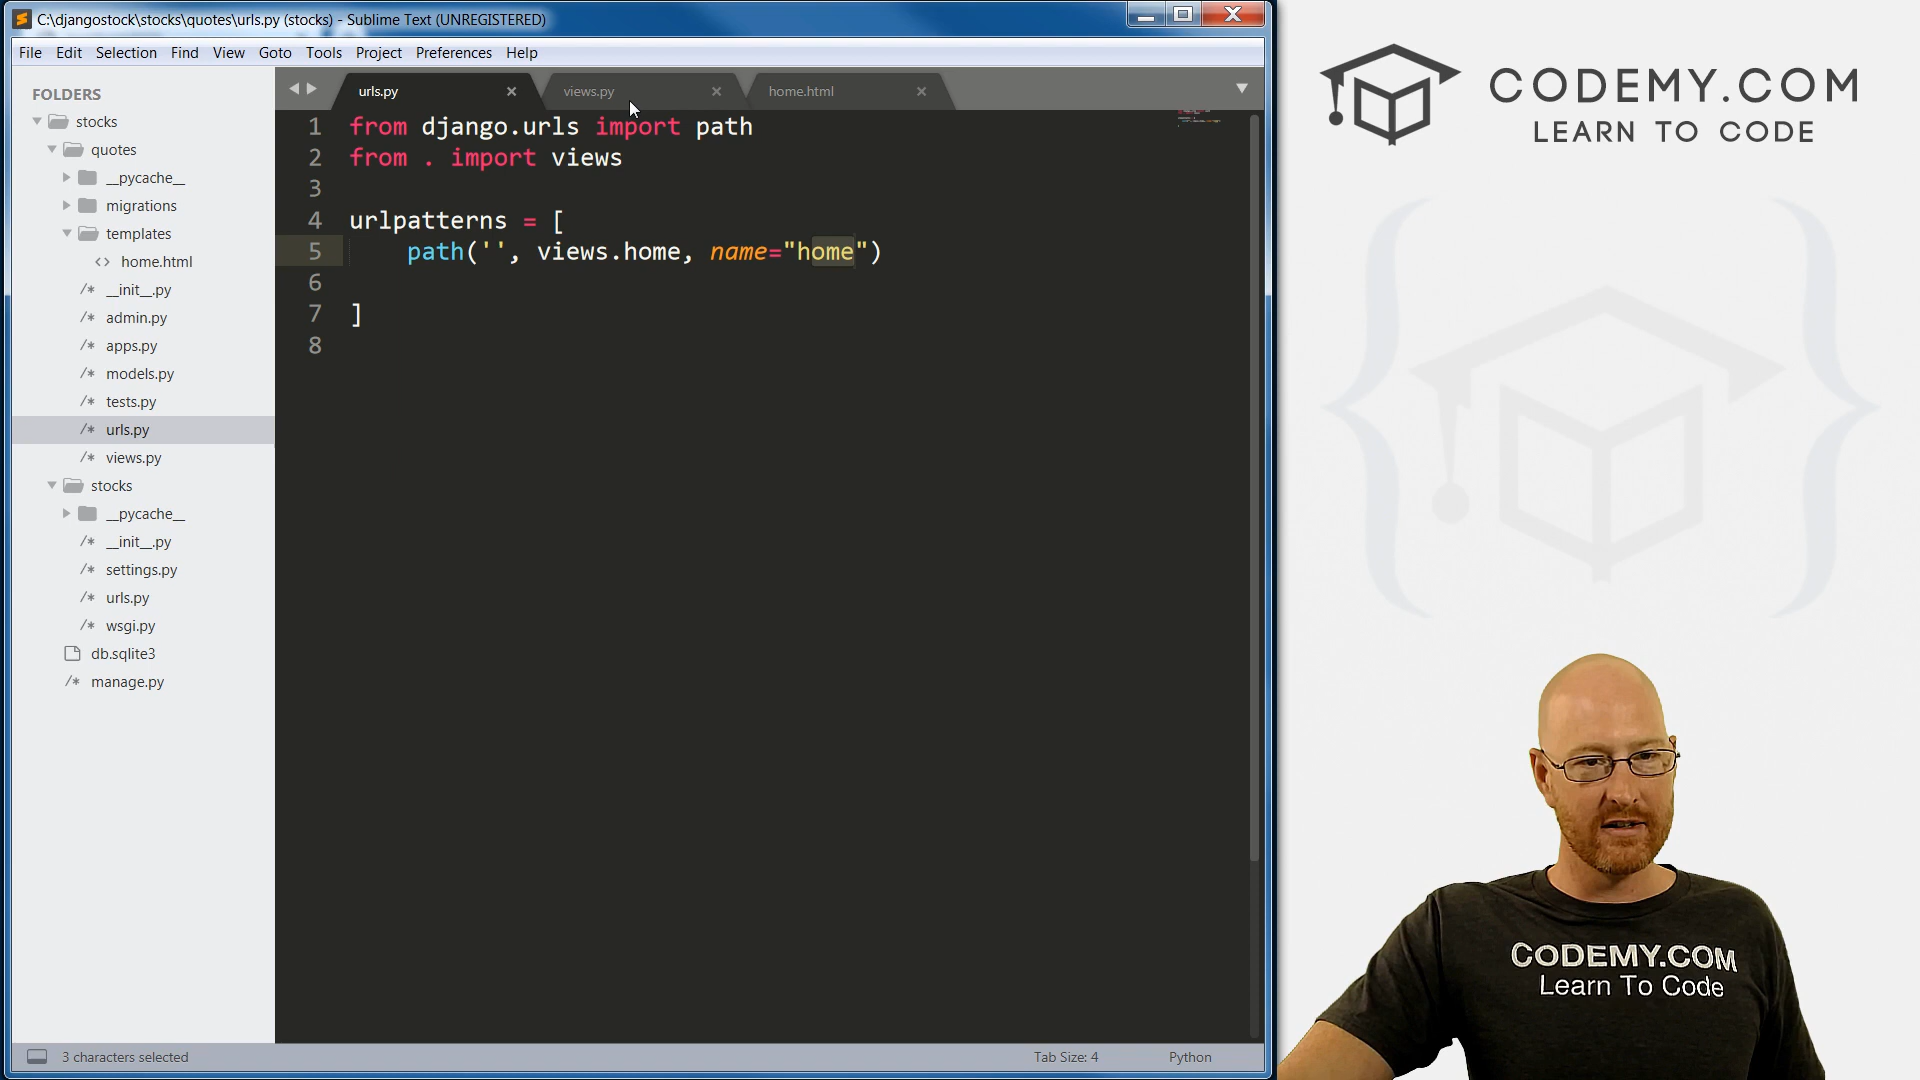 C:\djangostock\stocks\quotes\urls.py (stocks) - Sublime Text (UNREGISTERED)
File Edit Selection Find View Goto Tools Project Preferences Help
FOLDERS
stocks
quotes
__pycache__
migrations
templates
<> home.html
/* __init__.py
/* admin.py
/* apps.py
/* models.py
/* tests.py
/* urls.py
/* views.py
stocks
__pycache__
/* __init__.py
/* settings.py
/* urls.py
/* wsgi.py
db.sqlite3
/* manage.py
urls.py views.py home.html
1 from django.urls import path
2 from . import views
3
4 urlpatterns = [
5     path('', views.home, name="home")
6
7 ]
8
3 characters selected
Tab Size: 4
Python
CODEMY.COM
LEARN TO CODE
CODEMY.COM
Learn To Code